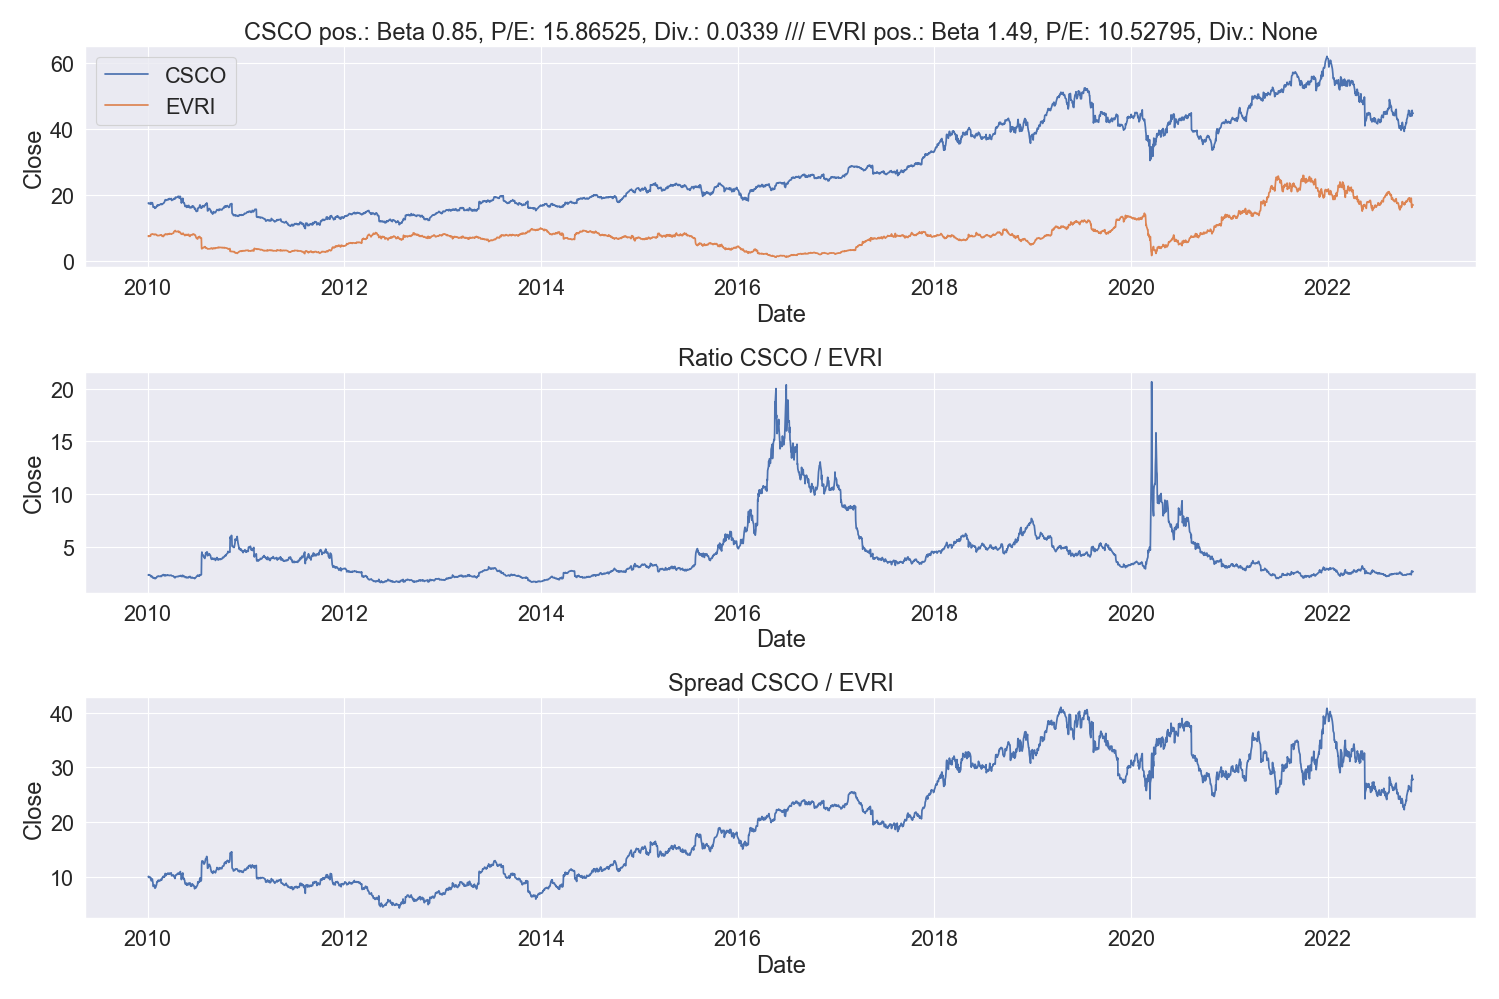 CSCO pos.: Beta 0.85, P/E: 15.86525, Div.: 0.0339 /// EVRI pos.: Beta 1.49, P/E: 10.52795, Div.: None
CSCO
EVRI
Close
60
40
20
0
2010 2012 2014 2016 2018 2020 2022
Date
Ratio CSCO / EVRI
Close
20
15
10
5
2010 2012 2014 2016 2018 2020 2022
Date
Spread CSCO / EVRI
Close
40
30
20
10
2010 2012 2014 2016 2018 2020 2022
Date